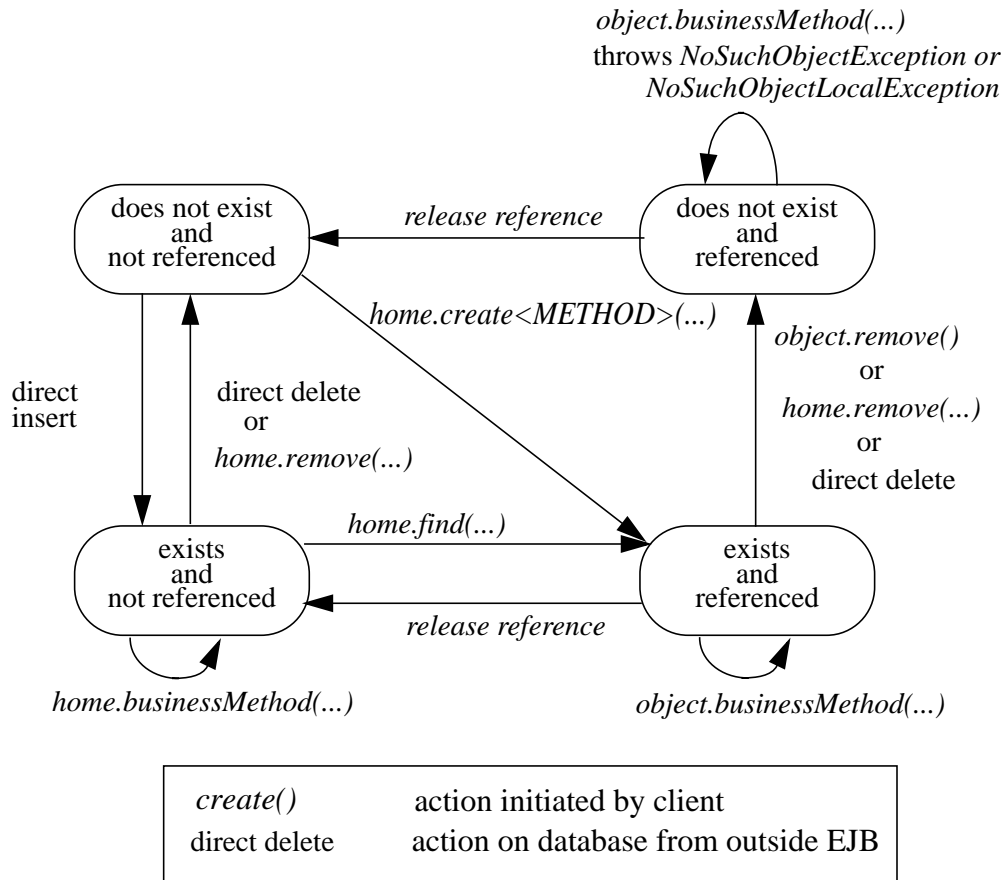 object.businessMethod(...)
throws NoSuchObjectException or
NoSuchObjectLocalException
does not exist
and
not referenced
release reference
does not exist
and
referenced
home.create<METHOD>(...)
direct
insert
direct delete
or
home.remove(...)
object.remove()
or
home.remove(...)
or
direct delete
exists
and
not referenced
home.find(...)
release reference
exists
and
referenced
home.businessMethod(...)
object.businessMethod(...)
create() action initiated by client
direct delete action on database from outside EJB